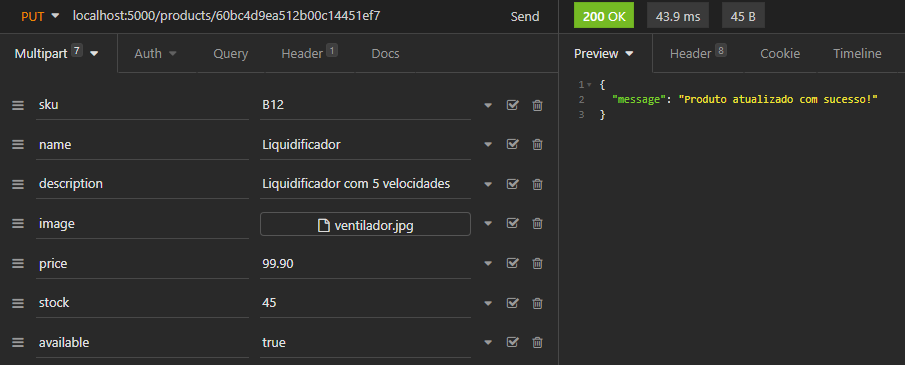 PUT localhost:5000/products/60bc4d9ea512b00c14451ef7 Send 200 OK 43.9 ms 45 B
Multipart 7 Auth Query Header 1 Docs Preview Header 8 Cookie Timeline
sku B12
name Liquidificador
description Liquidificador com 5 velocidades
image ventilador.jpg
price 99.90
stock 45
available true
1 {
2 "message": "Produto atualizado com sucesso!"
3 }